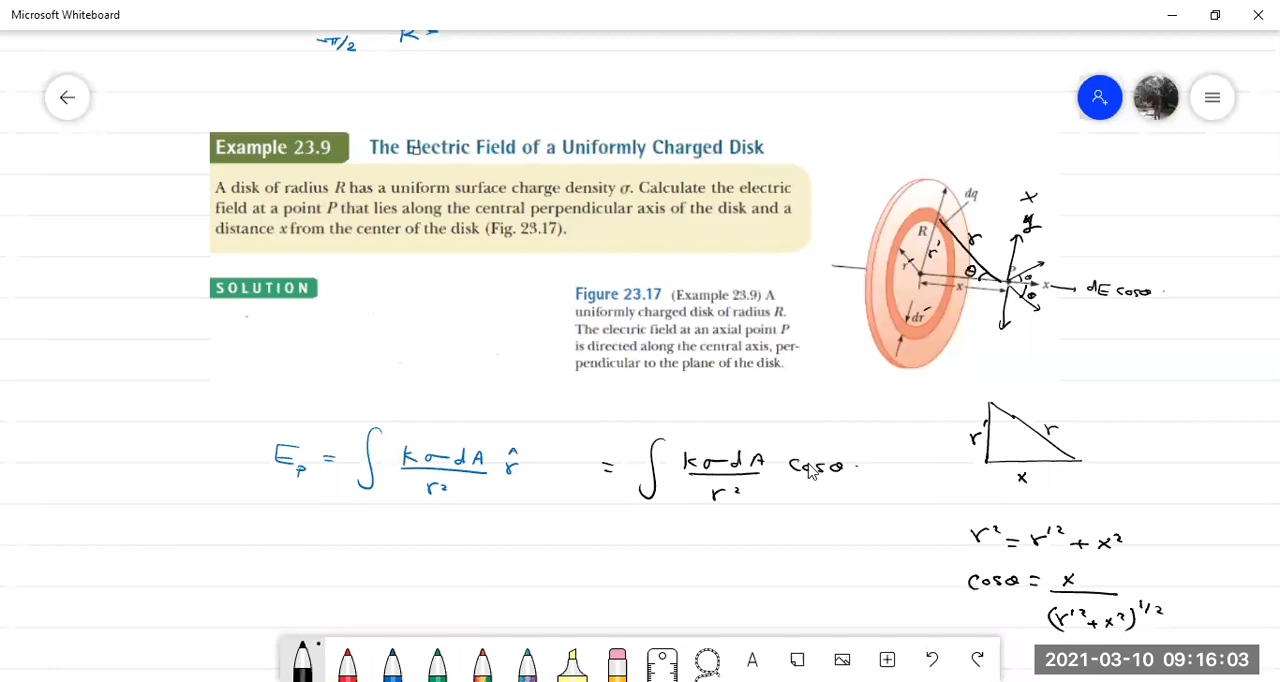 Microsoft Whiteboard
-π/2 R=
Example 23.9 The Electric Field of a Uniformly Charged Disk
A disk of radius R has a uniform surface charge density σ. Calculate the electric
field at a point P that lies along the central perpendicular axis of the disk and a
distance x from the center of the disk (Fig. 23.17).
SOLUTION
Figure 23.17 (Example 23.9) A
uniformly charged disk of radius R.
The electric field at an axial point P
is directed along the central axis, per-
pendicular to the plane of the disk.
dq
x
y
R
r
r'
r
θ
P
θ
x
x
dE cosθ
θ
dr
E_p = ∫ kσdA/r² r̂ = ∫ kσdA/r² cosθ
r' r
x
r² = r'² + x²
cosθ = x/(r'² + x²)^1/2
A
2021-03-10 09:16:03